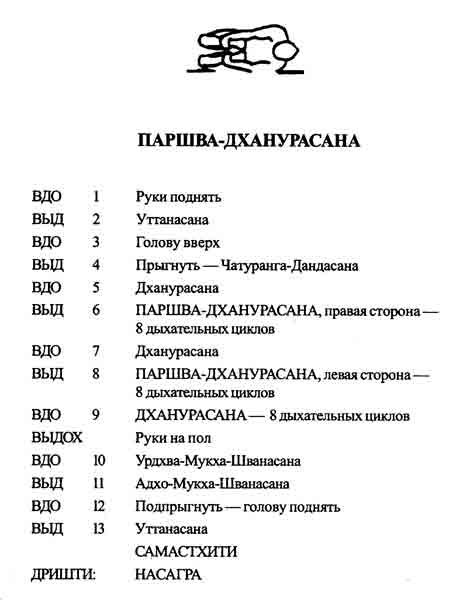 ПАРШВА-ДХАНУРАСАНА
ВДО 1 Руки поднять
ВЫД 2 Уттанасана
ВДО 3 Голову вверх
ВЫД 4 Прыгнуть — Чатуранга-Дандасана
ВДО 5 Дханурасана
ВЫД 6 ПАРШВА-ДХАНУРАСАНА, правая сторона —
8 дыхательных циклов
ВДО 7 Дханурасана
ВЫД 8 ПАРШВА-ДХАНУРАСАНА, левая сторона —
8 дыхательных циклов
ВДО 9 ДХАНУРАСАНА — 8 дыхательных циклов
ВЫДОХ Руки на пол
ВДО 10 Урдхва-Мукха-Шванасана
ВЫД 11 Адхо-Мукха-Шванасана
ВДО 12 Подпрыгнуть — голову поднять
ВЫД 13 Уттанасана
САМАСТХИТИ
ДРИШТИ: НАСАГРА